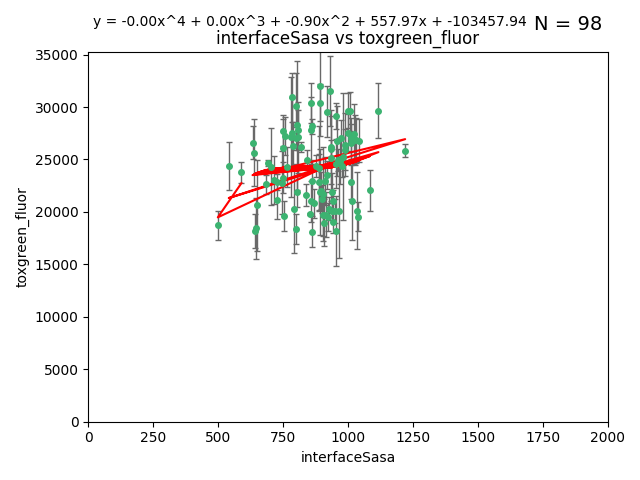 y = -0.00x^4 + 0.00x^3 + -0.90x^2 + 557.97x + -103457.94 N = 98
interfaceSasa vs toxgreen_fluor
35000
30000
25000
20000
15000
10000
5000
0
toxgreen_fluor
0 250 500 750 1000 1250 1500 1750 2000
interfaceSasa